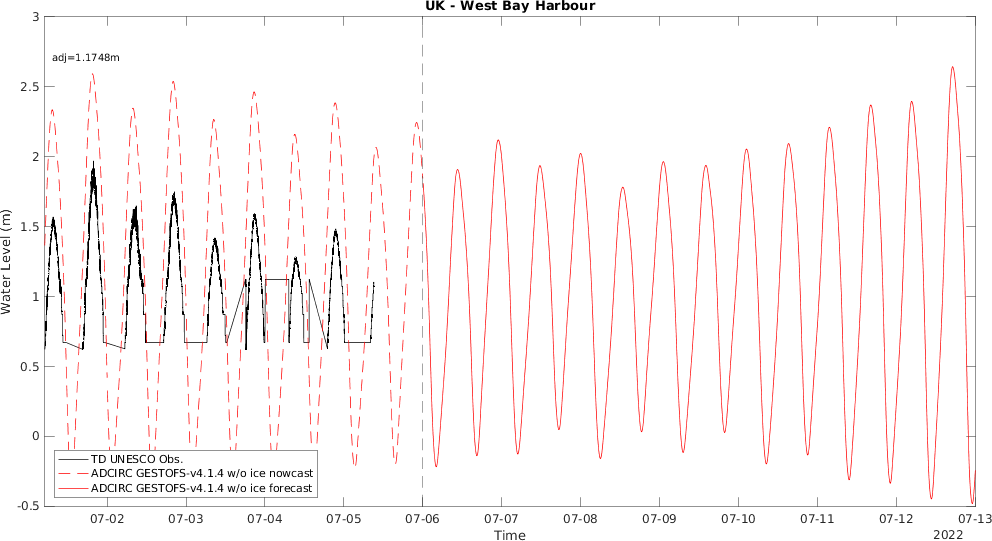 UK - West Bay Harbour
3
adj=1.1748m
2.5
2
1.5
1
0.5
0
-0.5
Water Level (m)
TD UNESCO Obs.
ADCIRC GESTOFS-v4.1.4 w/o ice nowcast
ADCIRC GESTOFS-v4.1.4 w/o ice forecast
07-02 07-03 07-04 07-05 07-06 07-07 07-08 07-09 07-10 07-11 07-12 07-13
Time
2022